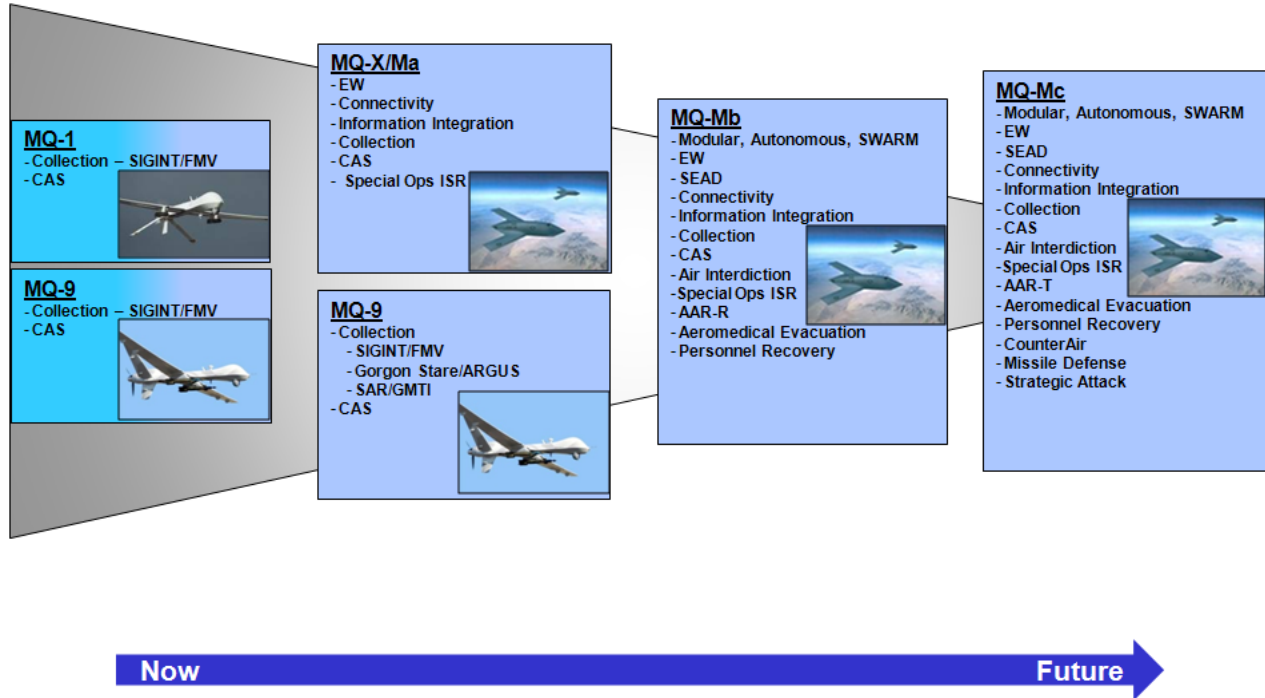 MQ-1
- Collection – SIGINT/FMV
- CAS
MQ-9
- Collection – SIGINT/FMV
- CAS
MQ-X/Ma
- EW
- Connectivity
- Information Integration
- Collection
- CAS
- Special Ops ISR
MQ-9
- Collection
- SIGINT/FMV
- Gorgon Stare/ARGUS
- SAR/GMTI
- CAS
MQ-Mb
- Modular, Autonomous, SWARM
- EW
- SEAD
- Connectivity
- Information Integration
- Collection
- CAS
- Air Interdiction
- Special Ops ISR
- AAR-R
- Aeromedical Evacuation
- Personnel Recovery
MQ-Mc
- Modular, Autonomous, SWARM
- EW
- SEAD
- Connectivity
- Information Integration
- Collection
- CAS
- Air Interdiction
- Special Ops ISR
- AAR-T
- Aeromedical Evacuation
- Personnel Recovery
- CounterAir
- Missile Defense
- Strategic Attack
Now
Future